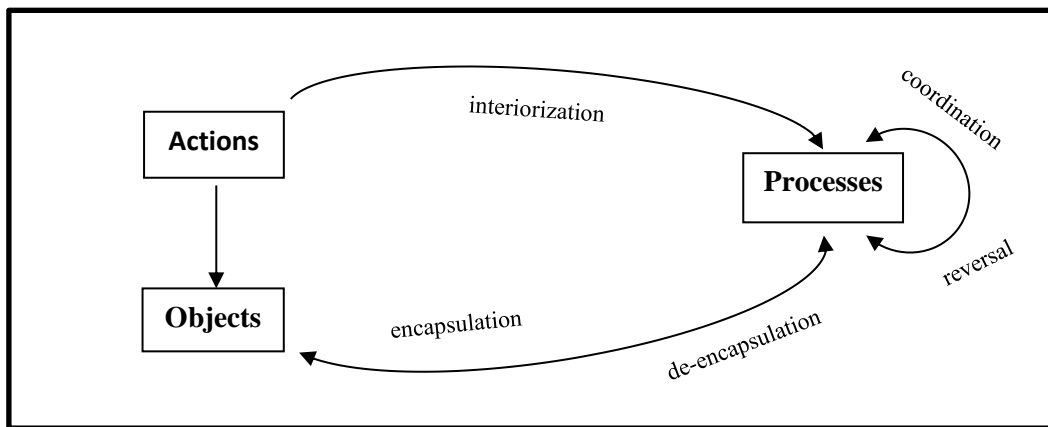 coordination
interiorization
Actions
Processes
reversal
Objects
encapsulation
de-encapsulation